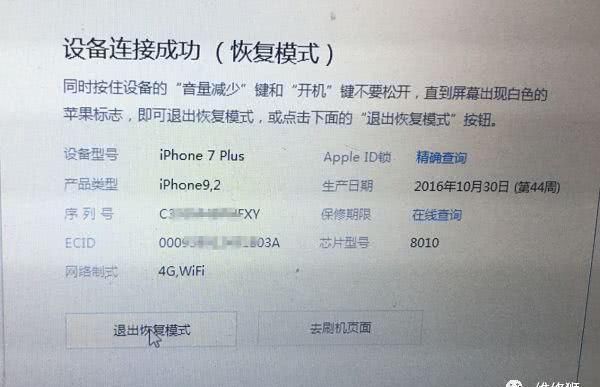 设备连接成功 （恢复模式）
同时按住设备的“音量减少”键和“开机”键不要松开，直到屏幕出现白色的
苹果标志，即可退出恢复模式，或点击下面的“退出恢复模式”按钮。
设备型号 iPhone 7 Plus Apple ID锁 精确查询
产品类型 iPhone9,2 生产日期 2016年10月30日 (第44周)
序 列 号 C3 FXY 保修期限 在线查询
ECID 00095 803A 芯片型号 8010
网络制式 4G,WiFi
退出恢复模式 去刷机页面